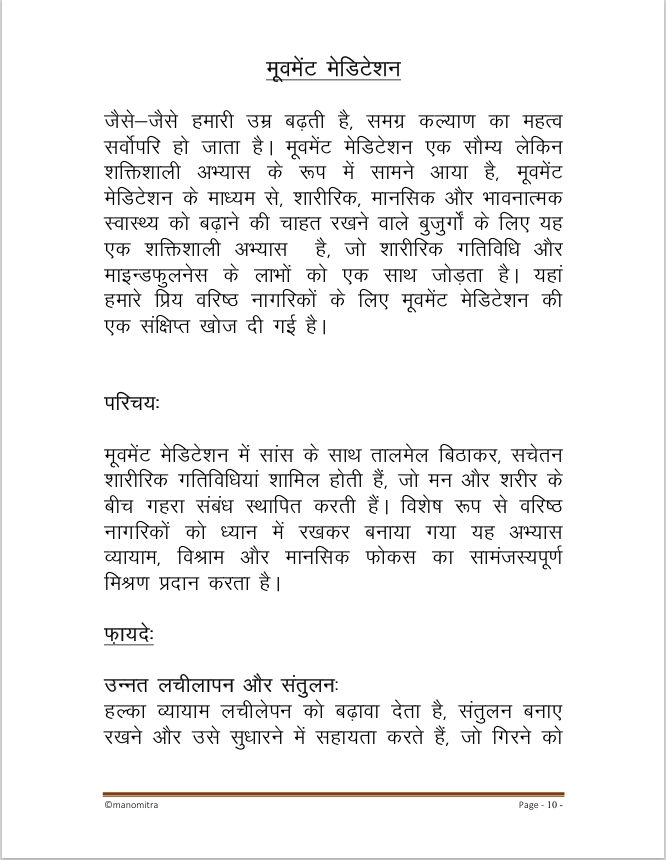 मूवमेंट मेडिटेशन
जैसे–जैसे हमारी उम्र बढ़ती है, समग्र कल्याण का महत्व
सर्वोपरि हो जाता है। मूवमेंट मेडिटेशन एक सौम्य लेकिन
शक्तिशाली अभ्यास के रूप में सामने आया है, मूवमेंट
मेडिटेशन के माध्यम से, शारीरिक, मानसिक और भावनात्मक
स्वास्थ्य को बढ़ाने की चाहत रखने वाले बुजुर्गों के लिए यह
एक शक्तिशाली अभ्यास है, जो शारीरिक गतिविधि और
माइन्डफुलनेस के लाभों को एक साथ जोड़ता है। यहां
हमारे प्रिय वरिष्ठ नागरिकों के लिए मूवमेंट मेडिटेशन की
एक संक्षिप्त खोज दी गई है।
परिचयः
मूवमेंट मेडिटेशन में सांस के साथ तालमेल बिठाकर, सचेतन
शारीरिक गतिविधियां शामिल होती हैं, जो मन और शरीर के
बीच गहरा संबंध स्थापित करती हैं। विशेष रूप से वरिष्ठ
नागरिकों को ध्यान में रखकर बनाया गया यह अभ्यास
व्यायाम, विश्राम और मानसिक फोकस का सामंजस्यपूर्ण
मिश्रण प्रदान करता है।
फ़ायदेः
उन्नत लचीलापन और संतुलनः
हल्का व्यायाम लचीलेपन को बढ़ावा देता है, संतुलन बनाए
रखने और उसे सुधारने में सहायता करते हैं, जो गिरने को
©manomitra Page - 10 -